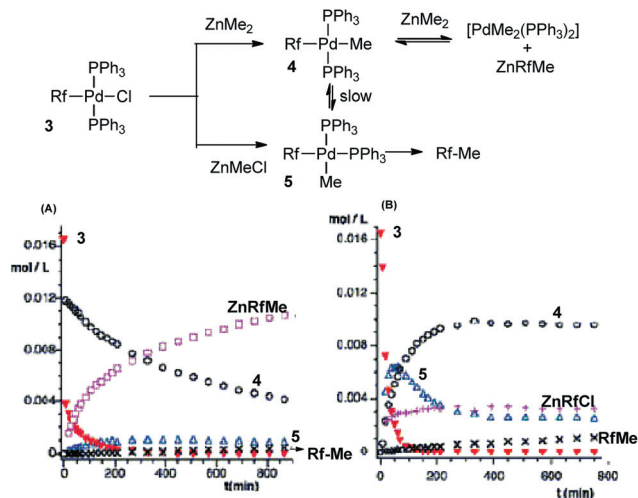 ZnMe2
PPh3
Rf—Pd—Me
4
PPh3
ZnMe2
[PdMe2(PPh3)2]
+
ZnRfMe
PPh3
Rf—Pd—Cl
3
PPh3
slow
ZnMeCl
PPh3
Rf—Pd—PPh3
5
Me
Rf-Me
(A)
3
0.016
mol / L
0.012
0.008
0.004
0
ZnRfMe
4
5
Rf-Me
0 200 400 600 800
t(min)
(B)
3
0.016
mol / L
0.012
0.008
0.004
0
4
5
ZnRfCl
RfMe
0 200 400 600 800
t (min)